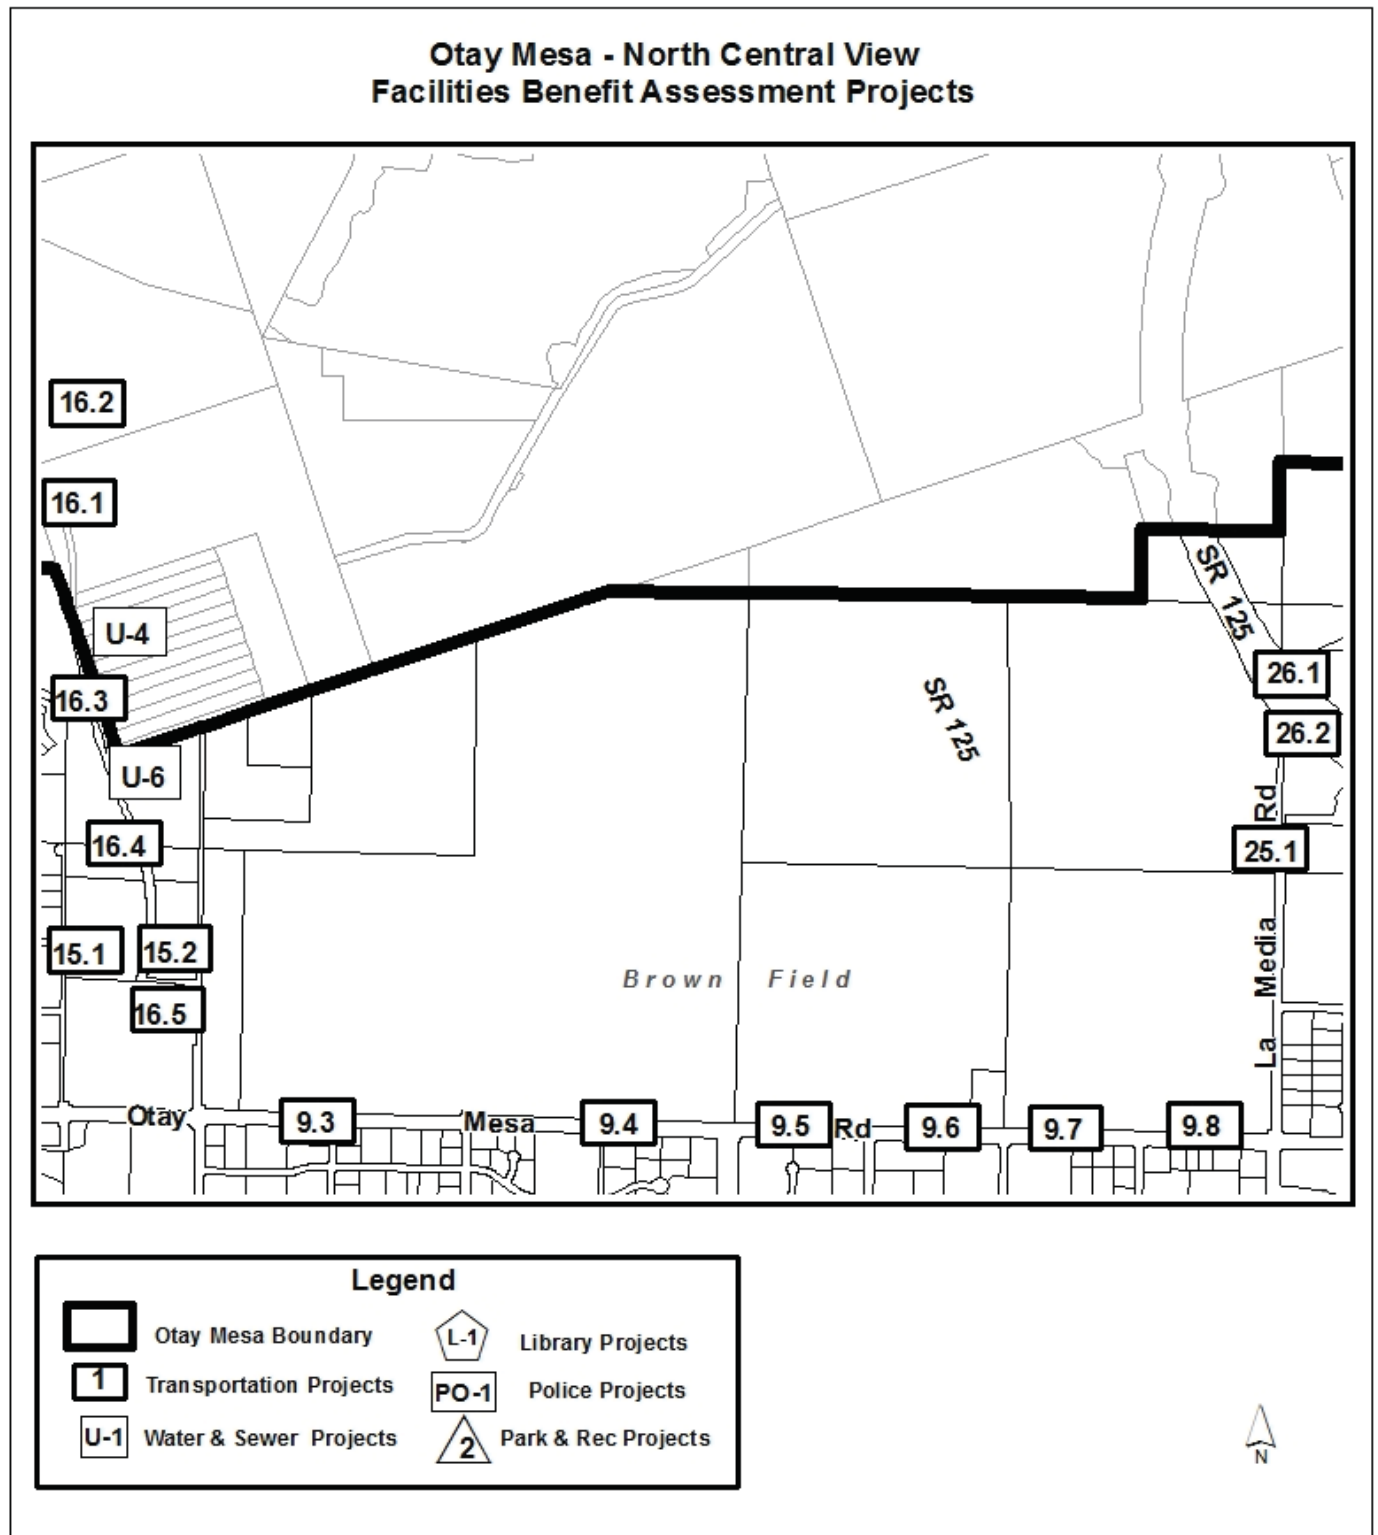 Otay Mesa - North Central View
Facilities Benefit Assessment Projects
16.2
16.1
SR 125
U-4
16.3
26.1
SR 125
26.2
U-6
Rd
16.4
25.1
15.1
15.2
La Media
Brown Field
16.5
Otay
9.3
Mesa
9.4
9.5
Rd
9.6
9.7
9.8
Legend
Otay Mesa Boundary
L-1
Library Projects
1
Transportation Projects
PO-1
Police Projects
U-1
Water & Sewer Projects
2
Park & Rec Projects
N